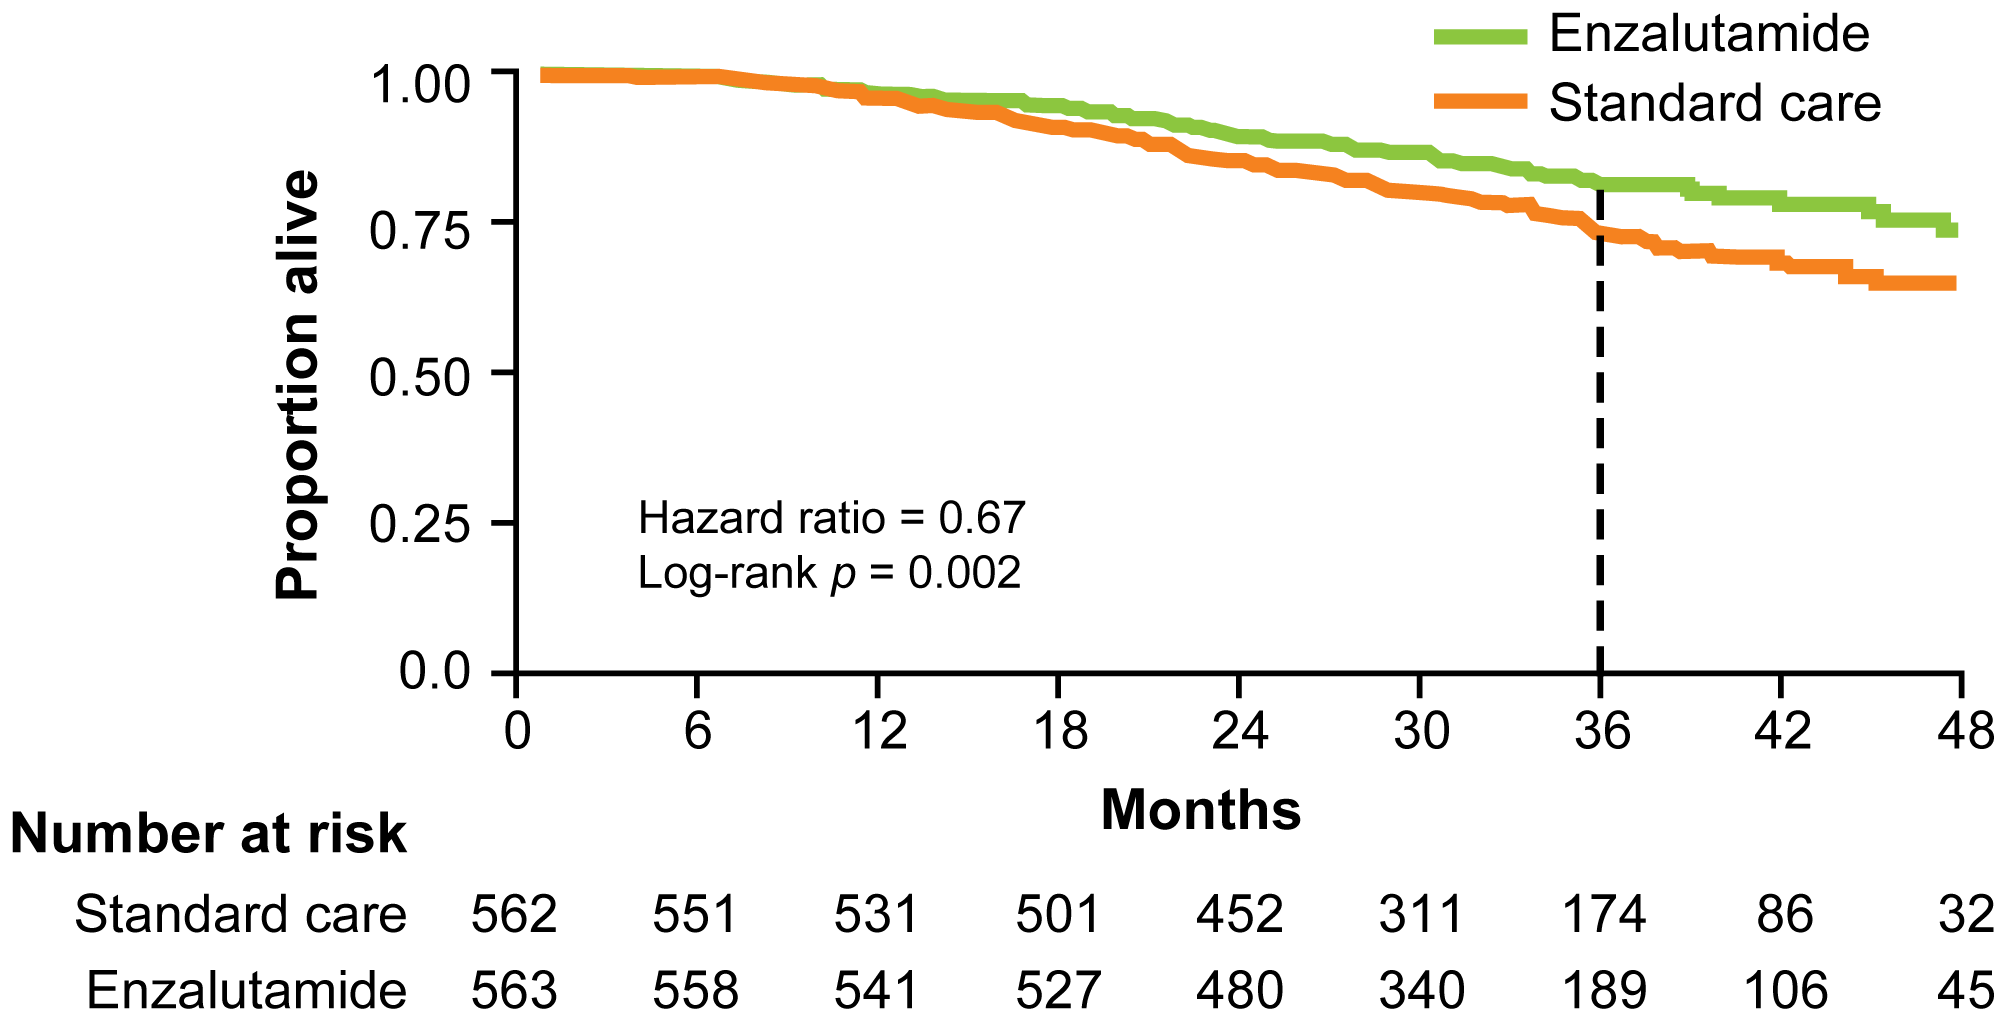 Enzalutamide
Standard care
1.00
0.75
0.50
0.25
0.0
Proportion alive
Hazard ratio = 0.67
Log-rank p = 0.002
0 6 12 18 24 30 36 42 48
Months
Number at risk
Standard care 562 551 531 501 452 311 174 86 32
Enzalutamide 563 558 541 527 480 340 189 106 45